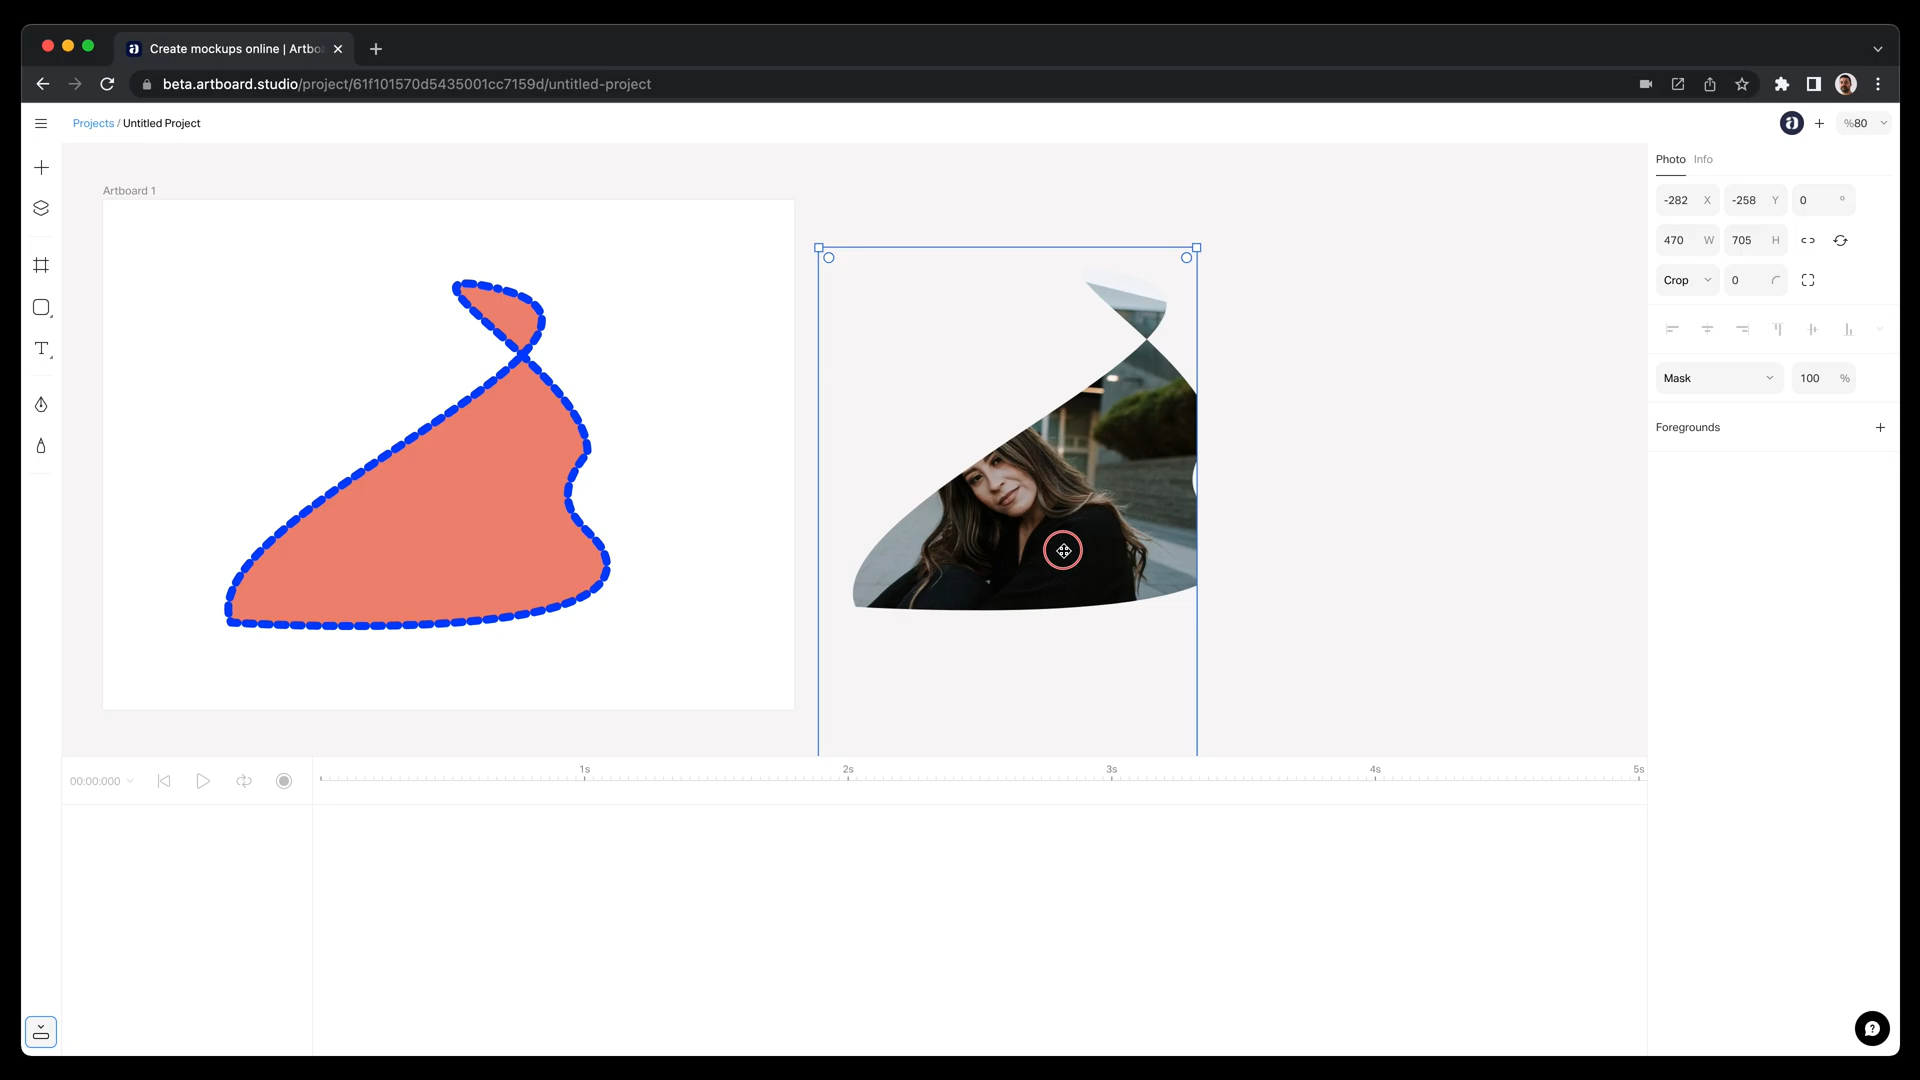 Create mockups online | Artboa
beta.artboard.studio/project/61f101570d5435001cc7159d/untitled-project
Projects / Untitled Project
a
%80
Artboard 1
Photo Info
-282 X -258 Y 0 °
470 W 705 H
Crop 0
T
Mask 100 %
Foregrounds
00:00:000
1s 2s 3s 4s 5s